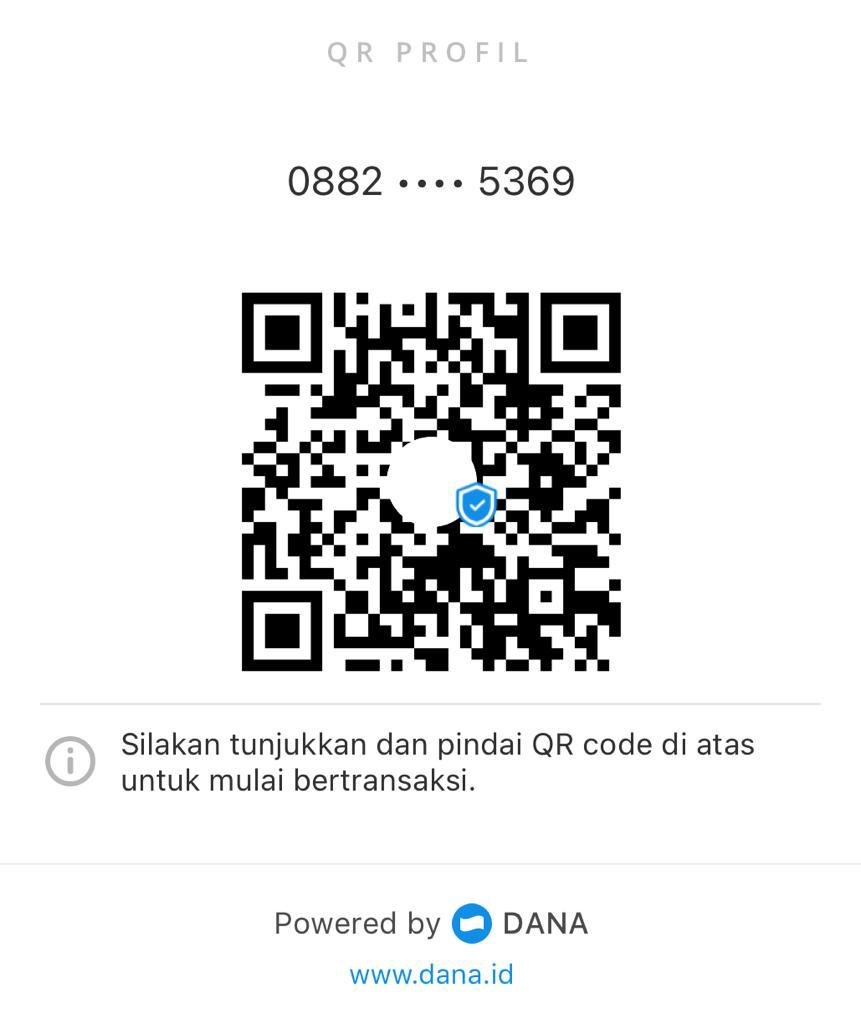 QR PROFIL
0882 •••• 5369
Silakan tunjukkan dan pindai QR code di atas
untuk mulai bertransaksi.
Powered by DANA
www.dana.id